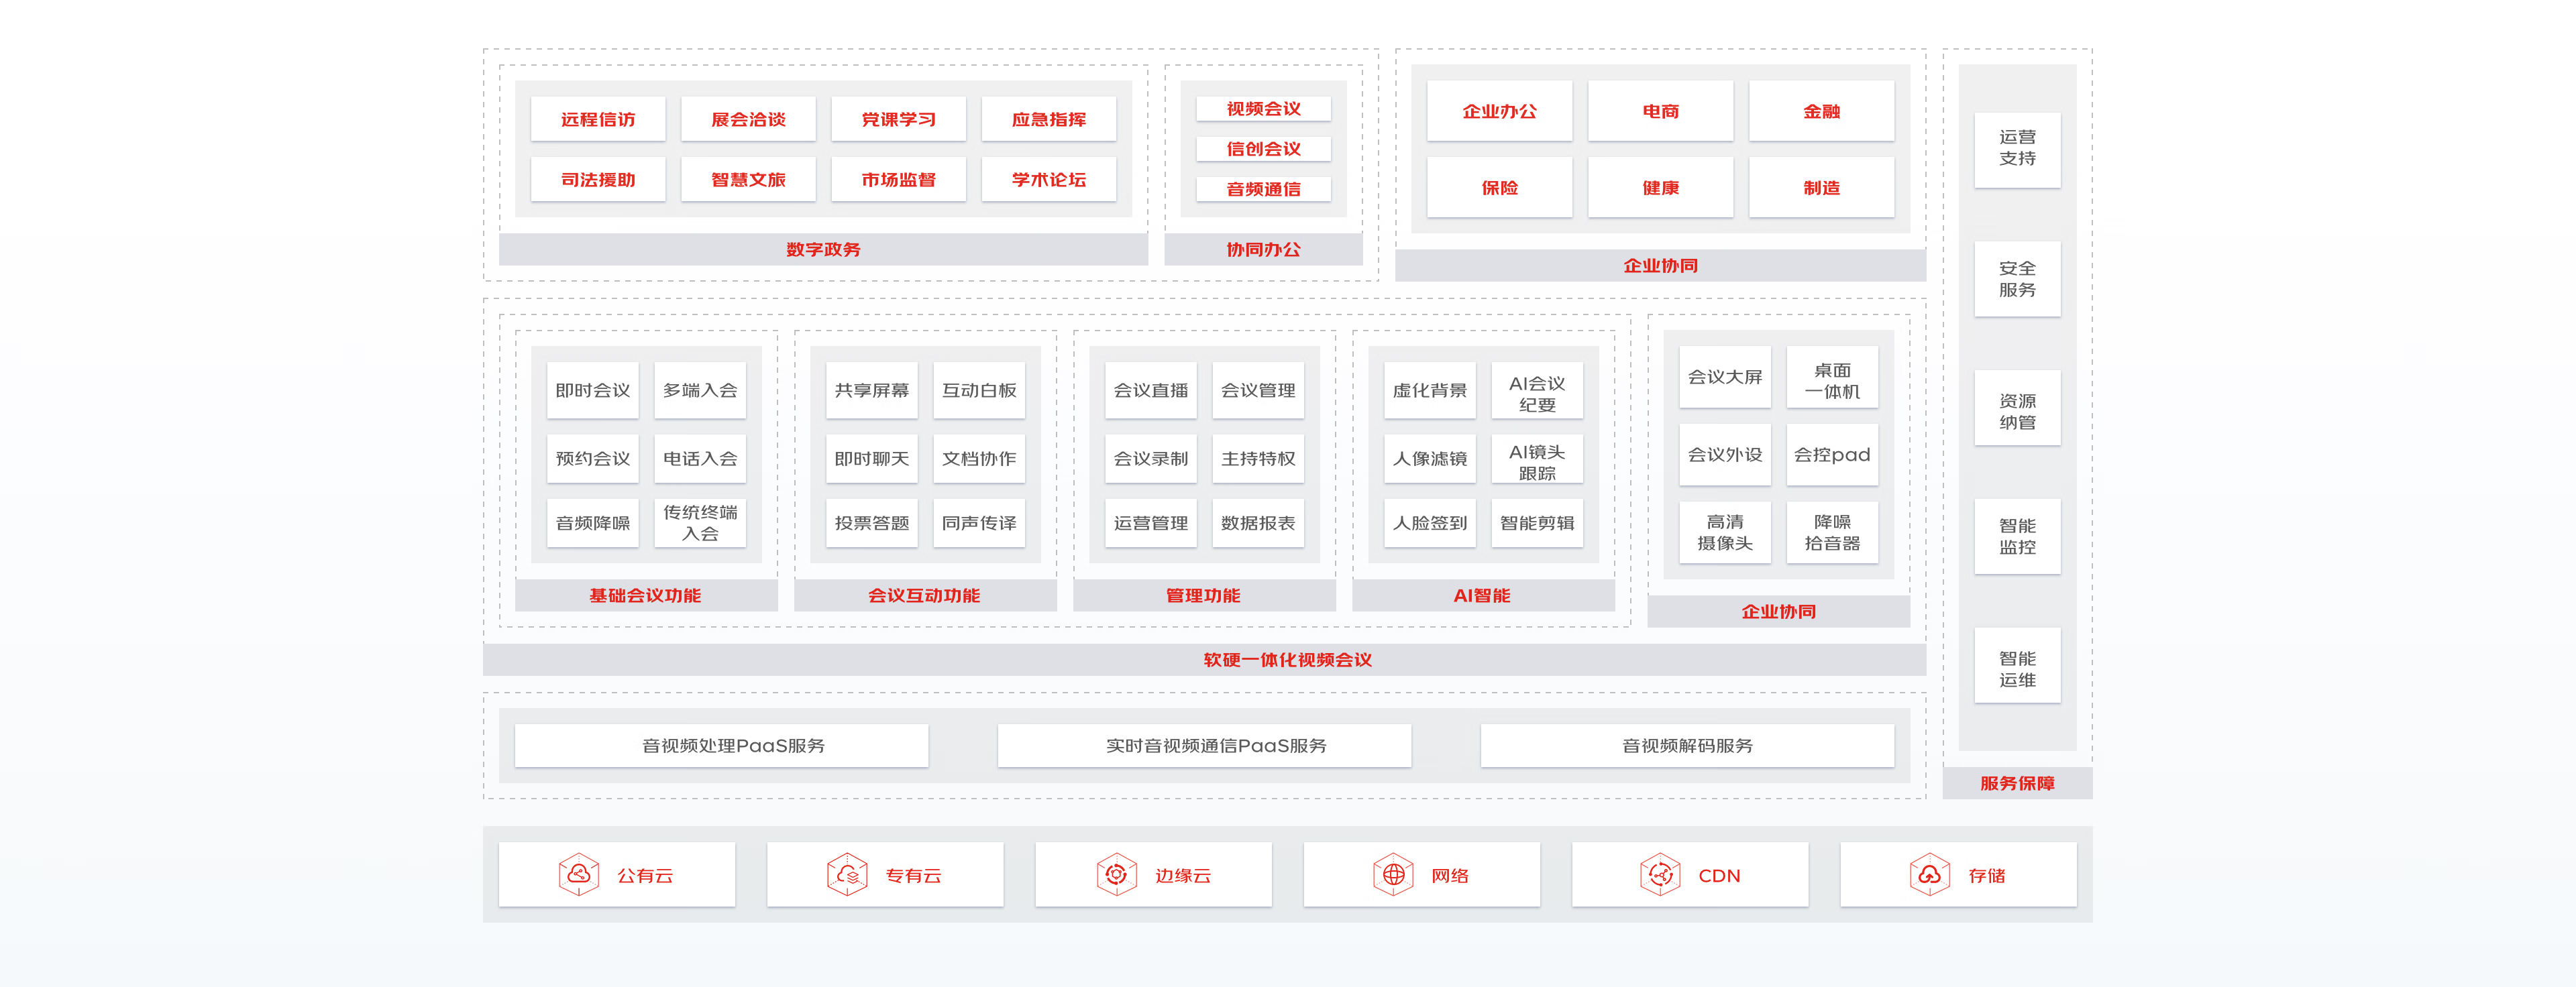 远程信访 展会洽谈 党课学习 应急指挥
司法援助 智慧文旅 市场监督 学术论坛
数字政务
视频会议
信创会议
音频通信
协同办公
企业办公 电商 金融
保险 健康 制造
企业协同
即时会议 多端入会
预约会议 电话入会
音频降噪 传统终端
入会
基础会议功能
共享屏幕 互动白板
即时聊天 文档协作
投票答题 同声传译
会议互动功能
会议直播 会议管理
会议录制 主持特权
运营管理 数据报表
管理功能
虚化背景 AI会议
纪要
人像滤镜 AI镜头
跟踪
人脸签到 智能剪辑
AI智能
会议大屏 桌面
一体机
会议外设 会控pad
高清
摄像头
降噪
拾音器
企业协同
软硬一体化视频会议
音视频处理PaaS服务 实时音视频通信PaaS服务 音视频解码服务
运营
支持
安全
服务
资源
纳管
智能
监控
智能
运维
服务保障
公有云 专有云 边缘云 网络 CDN 存储